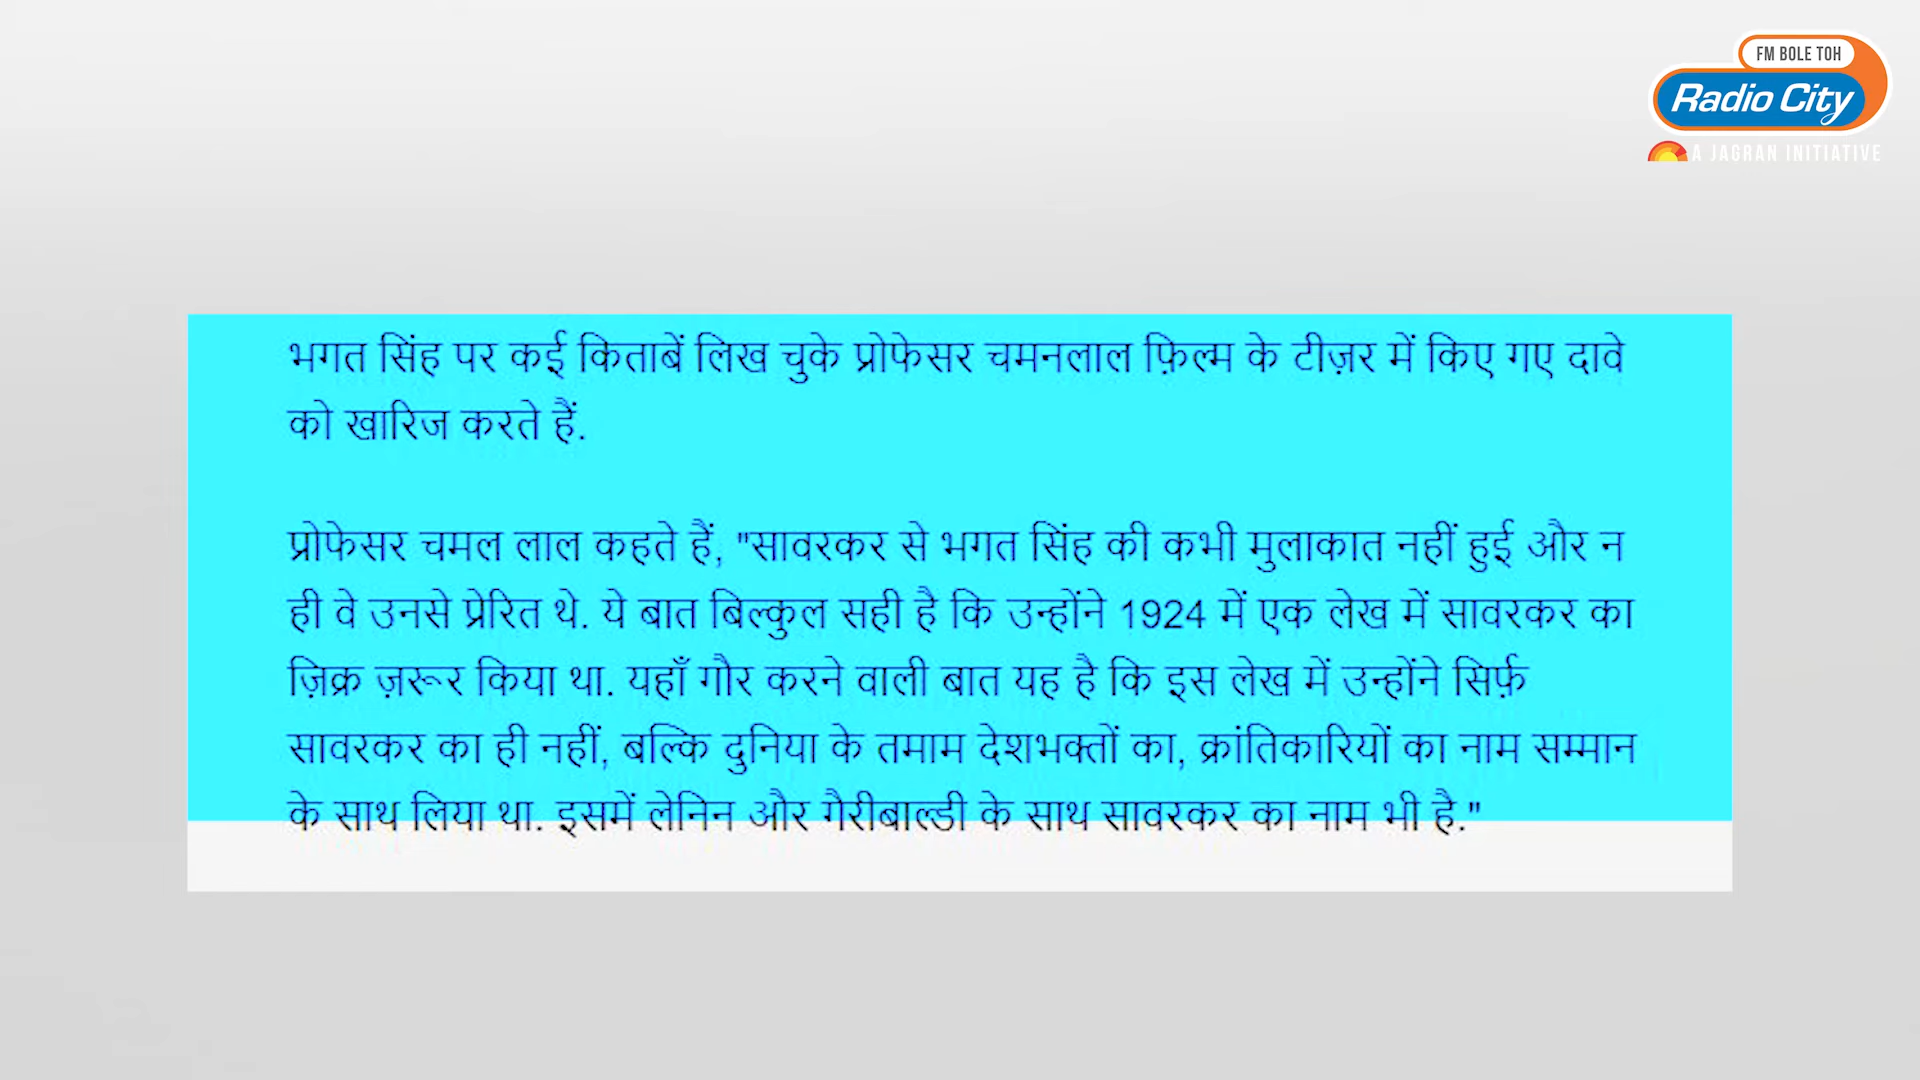 FM BOLE TOH
Radio City
A JAGRAN INITIATIVE
भगत सिंह पर कई किताबें लिख चुके प्रोफेसर चमनलाल फ़िल्म के टीज़र में किए गए दावे
को खारिज करते हैं.
प्रोफेसर चमल लाल कहते हैं, "सावरकर से भगत सिंह की कभी मुलाकात नहीं हुई और न
ही वे उनसे प्रेरित थे. ये बात बिल्कुल सही है कि उन्होंने 1924 में एक लेख में सावरकर का
ज़िक्र ज़रूर किया था. यहाँ गौर करने वाली बात यह है कि इस लेख में उन्होंने सिर्फ़
सावरकर का ही नहीं, बल्कि दुनिया के तमाम देशभक्तों का, क्रांतिकारियों का नाम सम्मान
के साथ लिया था. इसमें लेनिन और गैरीबाल्डी के साथ सावरकर का नाम भी है."